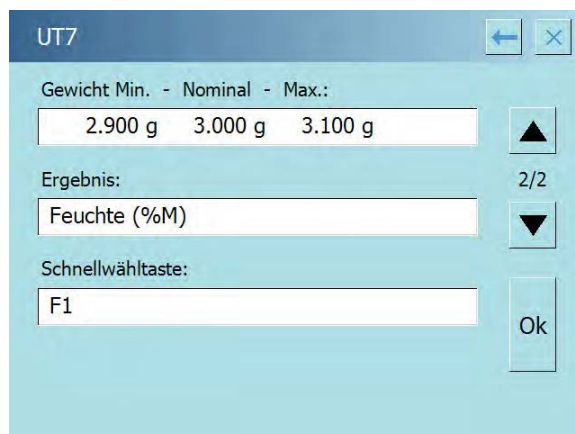 UT7
Gewicht Min. - Nominal - Max.:
2.900 g 3.000 g 3.100 g
Ergebnis:
2/2
Feuchte (%M)
Schnellwähltaste:
F1
Ok